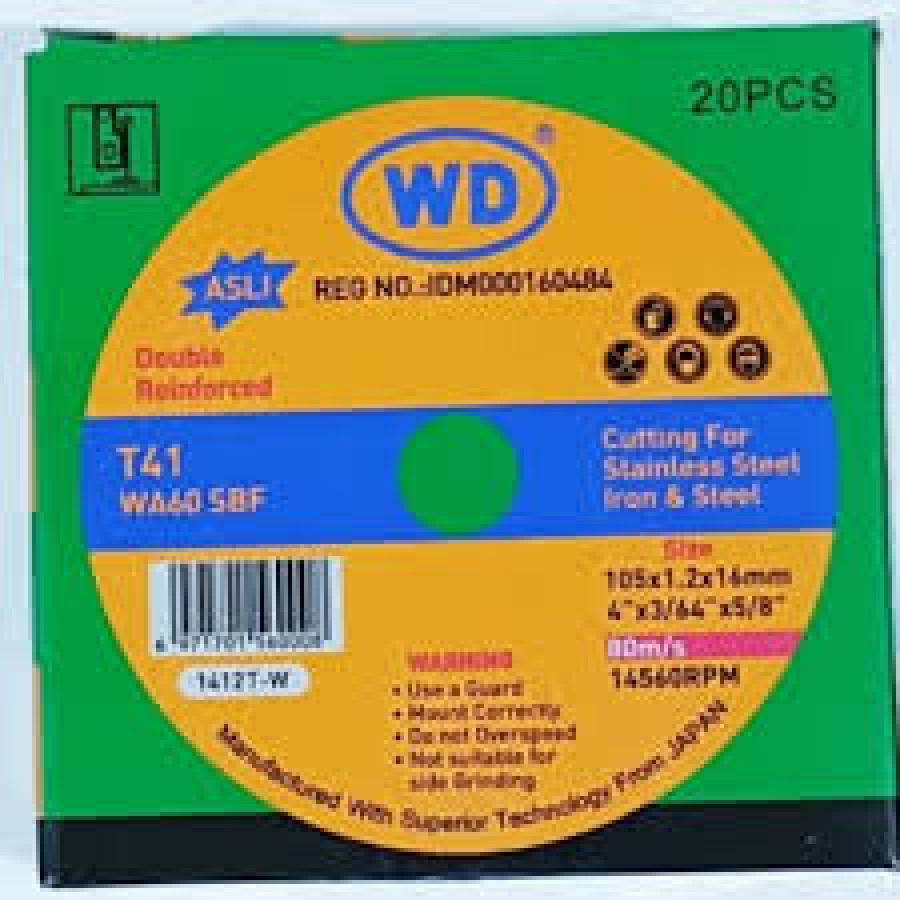 20PCS
WD
®
ASLI
REG NO.:IDM000160484
Double
Reinforced
T41
WA60 SBF
Cutting For
Stainless Steel
Iron & Steel
Size
105x1.2x16mm
4"x3/64"x5/8"
80m/s
14560RPM
1412T-W
WARNING
• Use a Guard
• Mount Correctly
• Do not Overspeed
• Not suitable for
side Grinding
Manufactured With Superior Technology From JAPAN